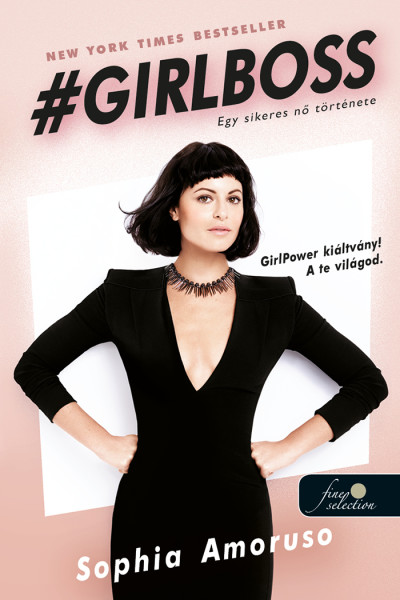 NEW YORK TIMES BESTSELLER
#GIRLBOSS
Egy sikeres nő története
GirlPower kiáltvány!
A te világod.
fine
selection
Sophia Amoruso